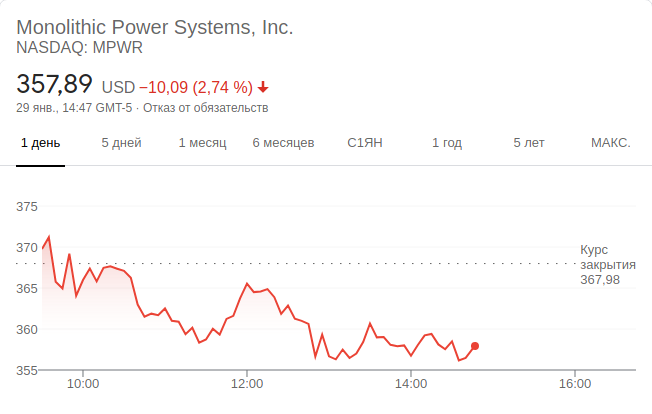 Monolithic Power Systems, Inc.
NASDAQ: MPWR
357,89 USD −10,09 (2,74 %)
29 янв., 14:47 GMT-5 · Отказ от обязательств
1 день 5 дней 1 месяц 6 месяцев С1ЯН 1 год 5 лет МАКС.
375
370
Курс
закрытия
367,98
365
360
355
10:00 12:00 14:00 16:00